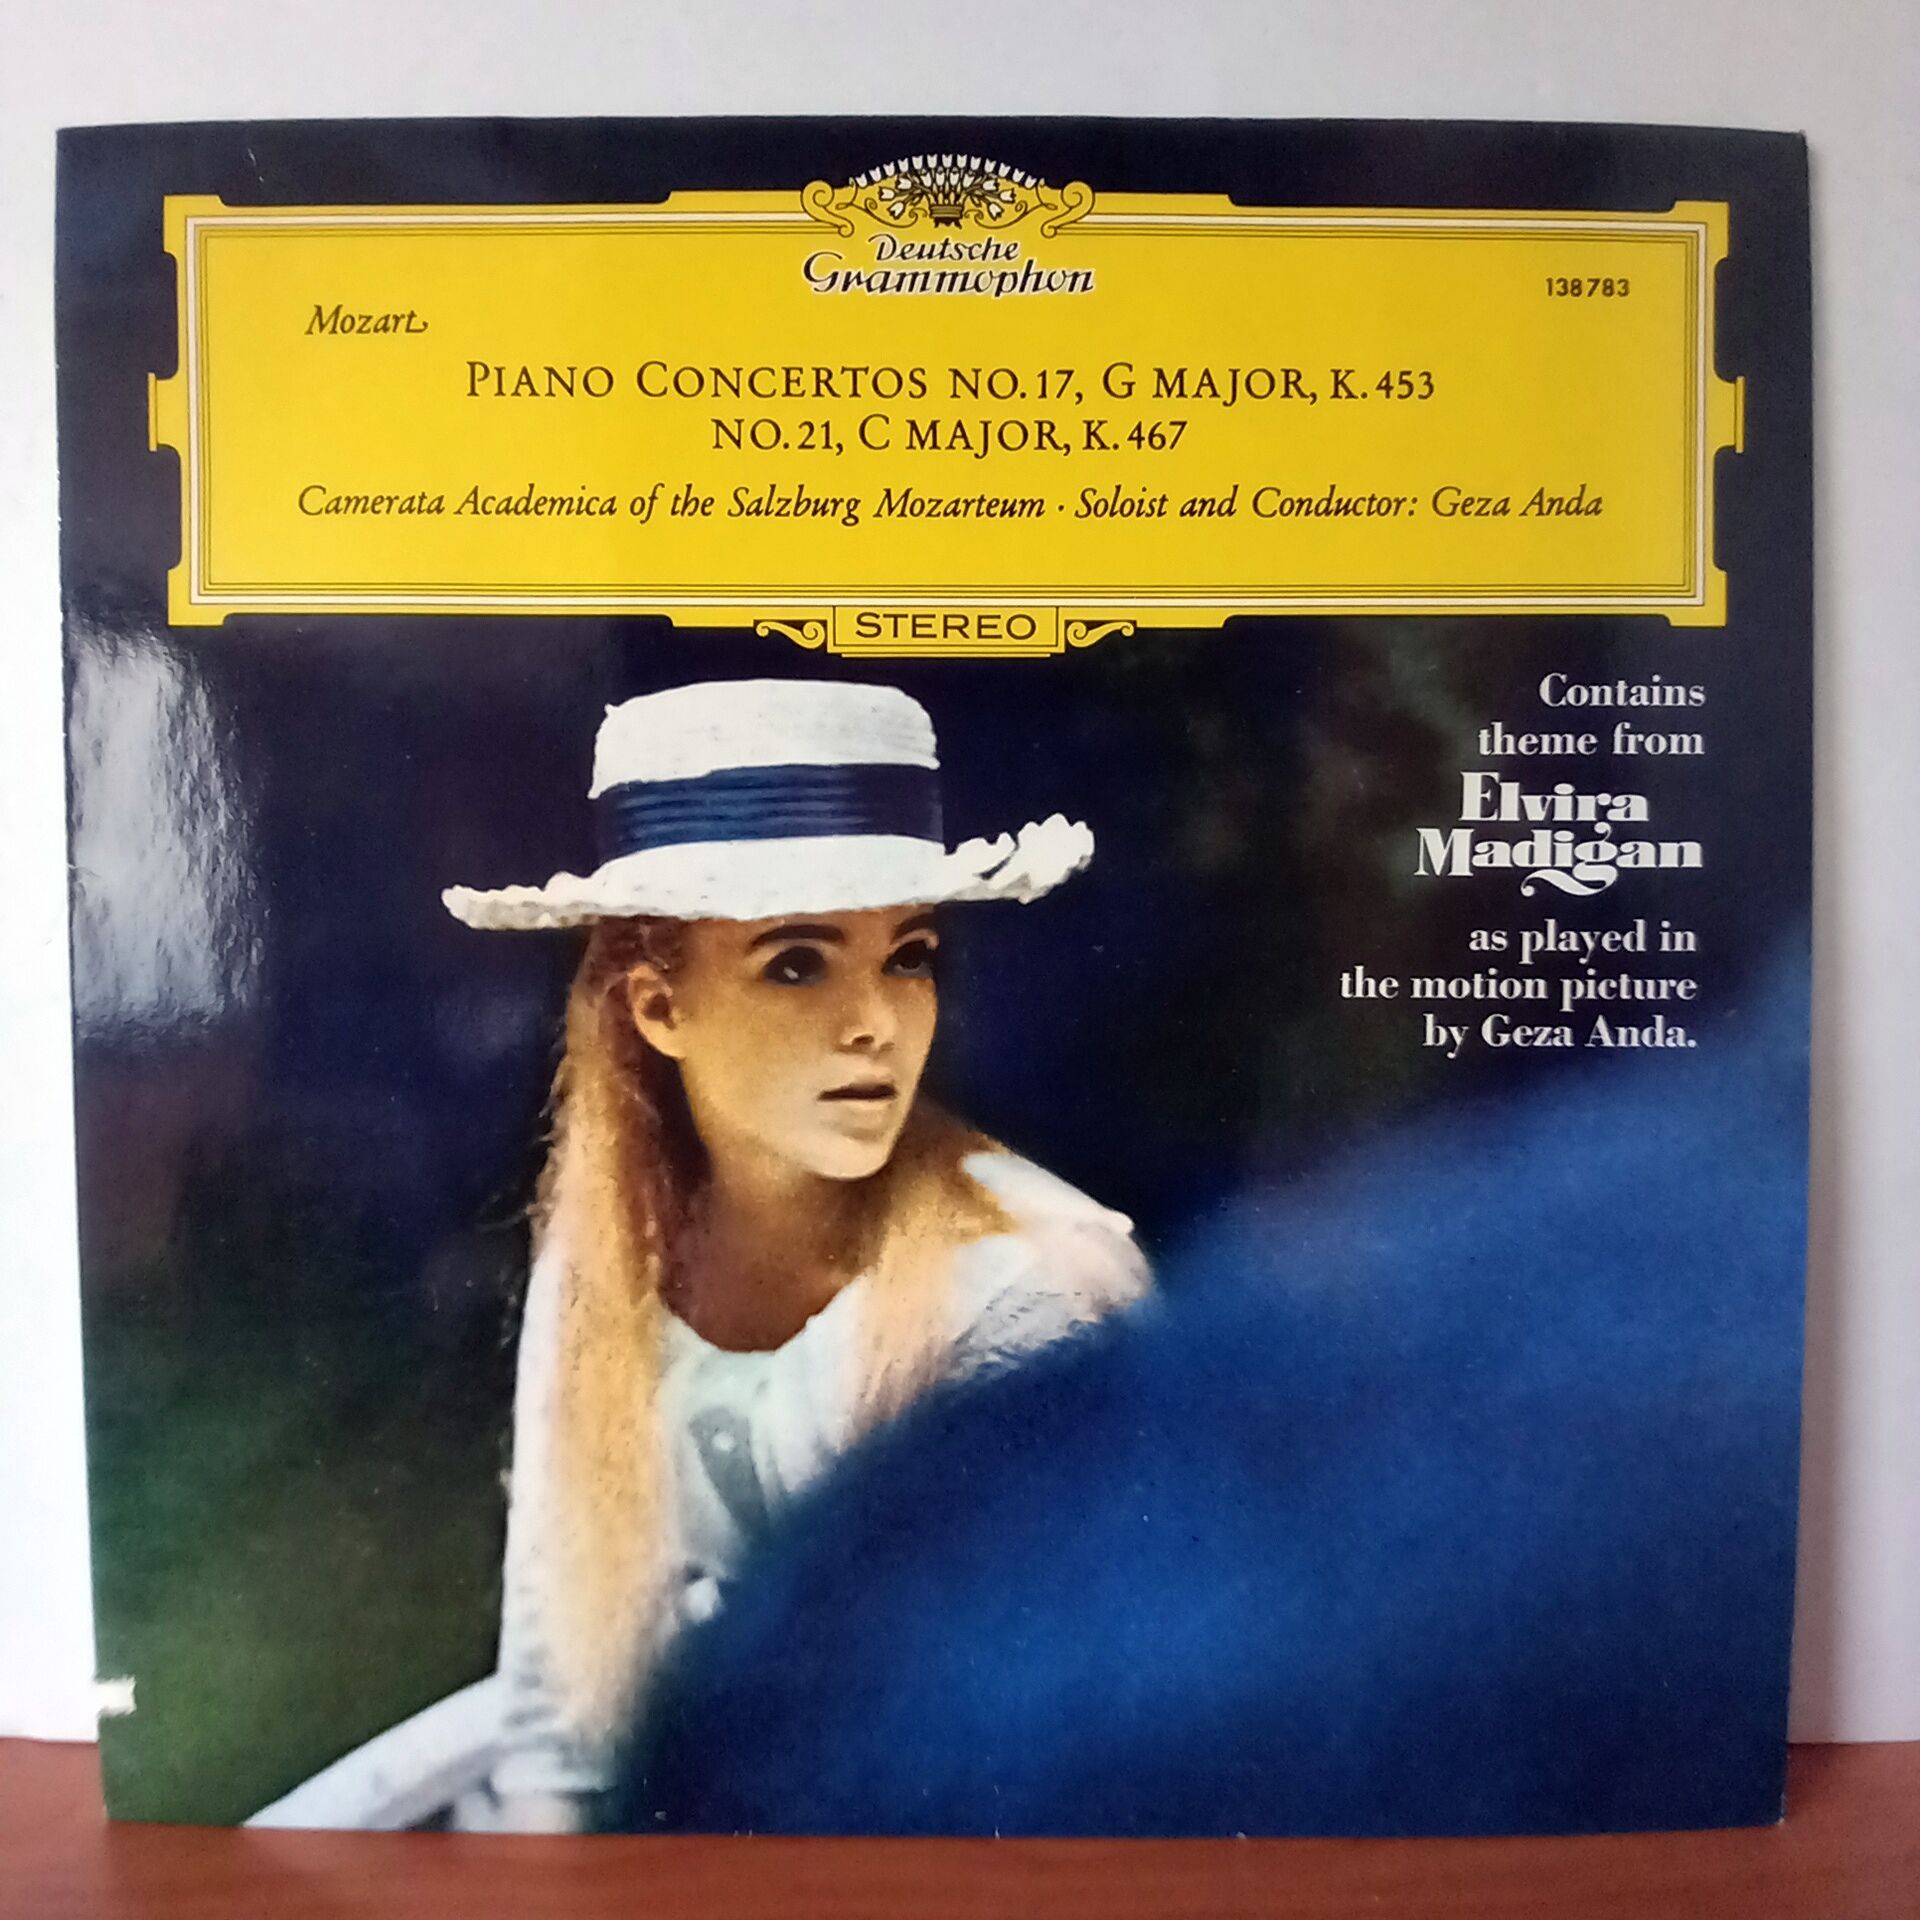 Deutsche
Grammophon
138 783
Mozart
PIANO CONCERTOS NO. 17, G MAJOR, K. 453
NO. 21, C MAJOR, K. 467
Camerata Academica of the Salzburg Mozarteum · Soloist and Conductor: Geza Anda
STEREO
Contains
theme from
Elvira
Madigan
as played in
the motion picture
by Geza Anda.